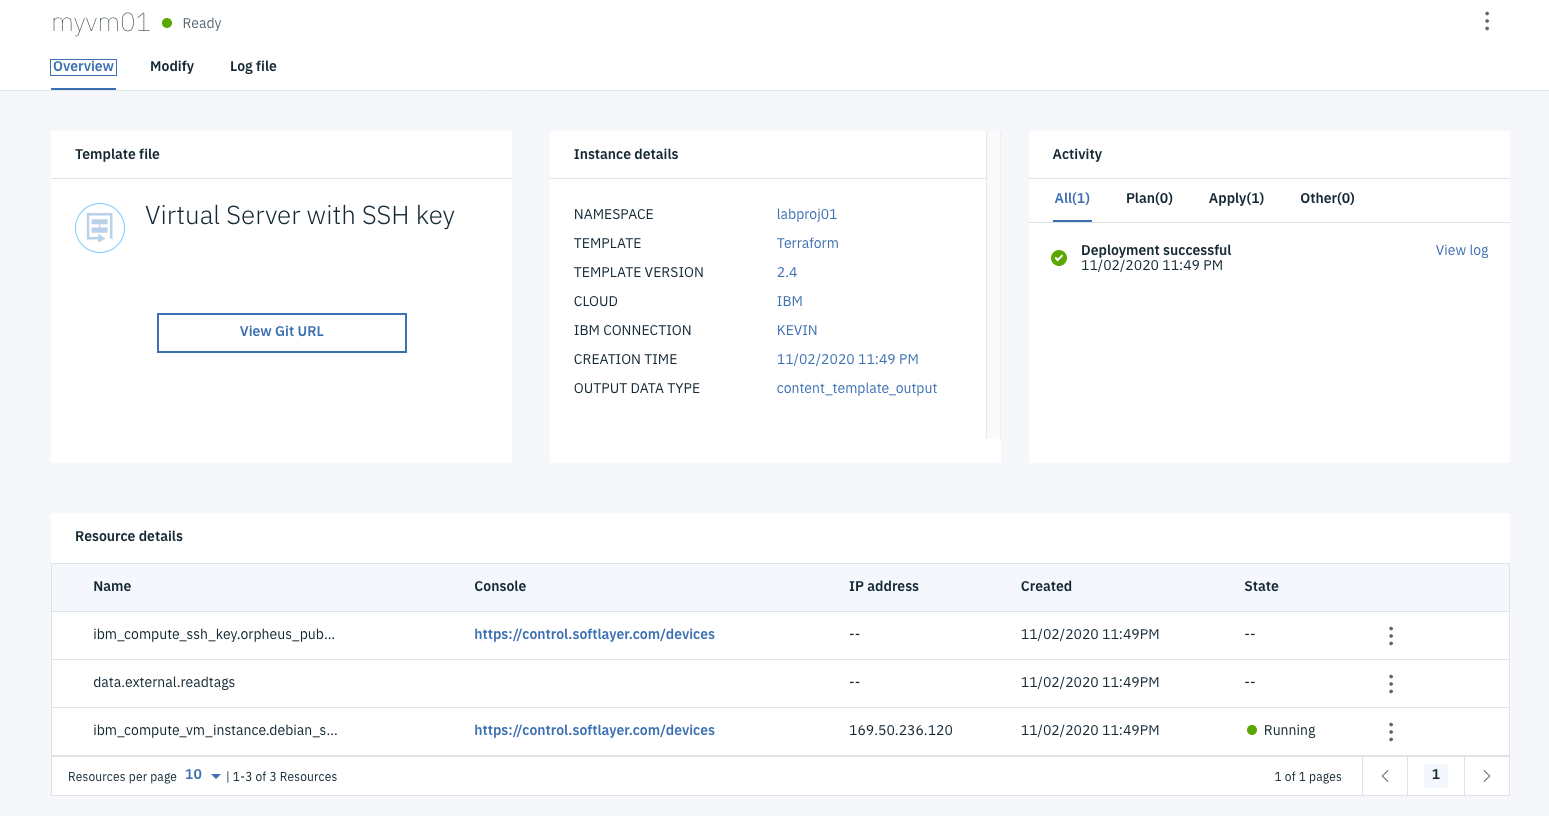 myvm01 Ready
Overview Modify Log file
Template file
Virtual Server with SSH key
View Git URL
Instance details
NAMESPACE labproj01
TEMPLATE Terraform
TEMPLATE VERSION 2.4
CLOUD IBM
IBM CONNECTION KEVIN
CREATION TIME 11/02/2020 11:49 PM
OUTPUT DATA TYPE content_template_output
Activity
All(1) Plan(0) Apply(1) Other(0)
Deployment successful View log
11/02/2020 11:49 PM
Resource details
Name Console IP address Created State
ibm_compute_ssh_key.orpheus_pub... https://control.softlayer.com/devices -- 11/02/2020 11:49PM --
data.external.readtags -- 11/02/2020 11:49PM --
ibm_compute_vm_instance.debian_s... https://control.softlayer.com/devices 169.50.236.120 11/02/2020 11:49PM Running
Resources per page 10 | 1-3 of 3 Resources 1 of 1 pages 1